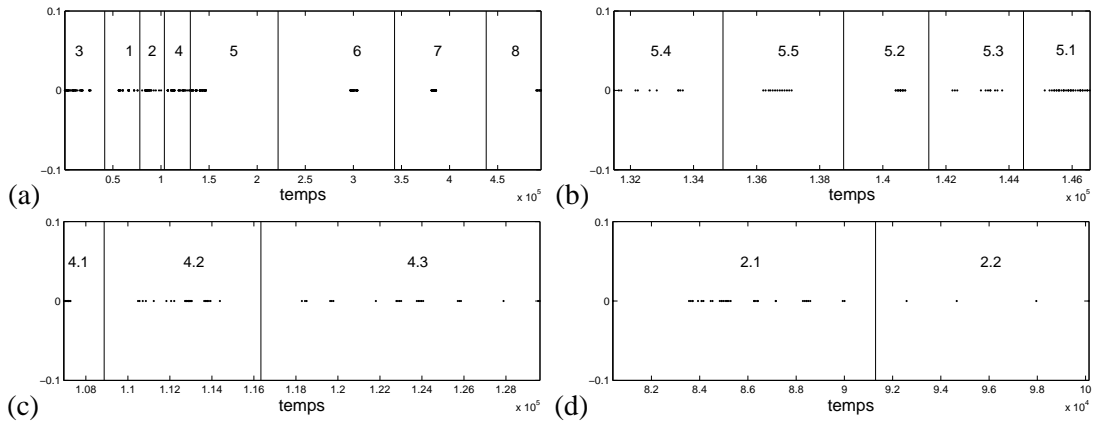 0.1
3 1 2 4 5 6 7 8
0
−0.1
0.5 1 1.5 2 2.5 3 3.5 4 4.5
temps
x 10^5
(a)
0.1
5.4 5.5 5.2 5.3 5.1
0
−0.1
1.32 1.34 1.36 1.38 1.4 1.42 1.44 1.46
temps
x 10^5
(b)
0.1
4.1 4.2 4.3
0
−0.1
1.08 1.1 1.12 1.14 1.16 1.18 1.2 1.22 1.24 1.26 1.28
temps
x 10^5
(c)
0.1
2.1 2.2
0
−0.1
8.2 8.4 8.6 8.8 9 9.2 9.4 9.6 9.8 10
temps
x 10^4
(d)